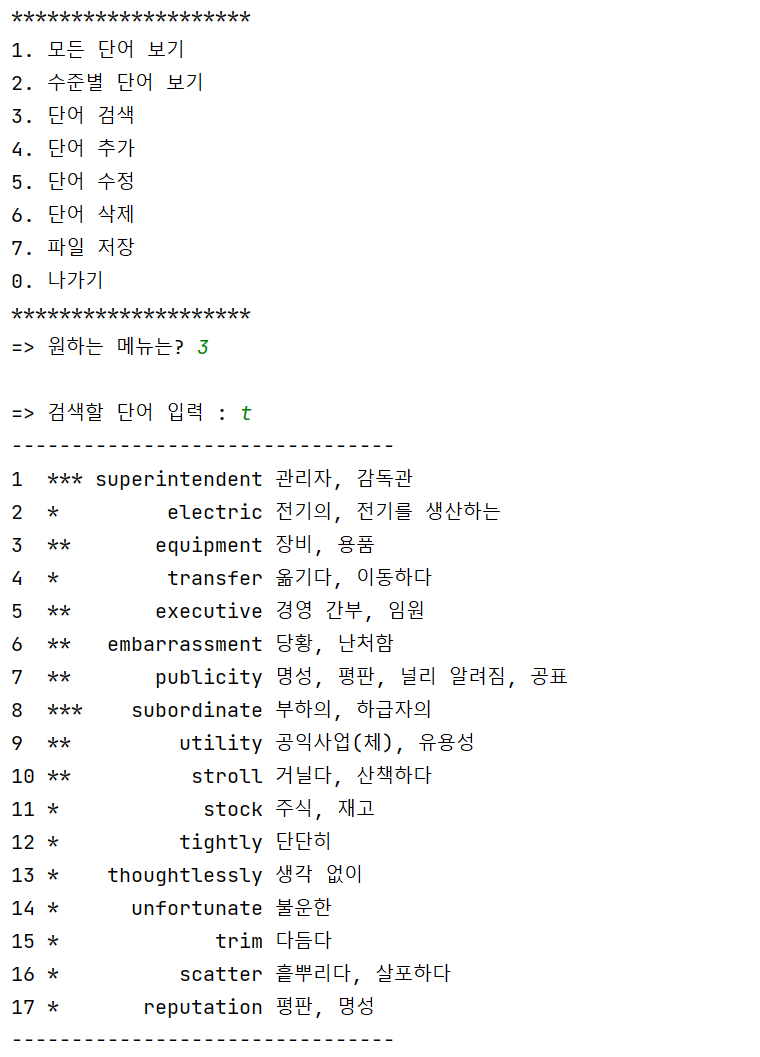 ********************
1. 모든 단어 보기
2. 수준별 단어 보기
3. 단어 검색
4. 단어 추가
5. 단어 수정
6. 단어 삭제
7. 파일 저장
0. 나가기
********************
=> 원하는 메뉴는? 3
=> 검색할 단어 입력 : t
--------------------------------
1  *** superintendent 관리자, 감독관
2  *         electric 전기의, 전기를 생산하는
3  **       equipment 장비, 용품
4  *         transfer 옮기다, 이동하다
5  **       executive 경영 간부, 임원
6  **   embarrassment 당황, 난처함
7  **       publicity 명성, 평판, 널리 알려짐, 공표
8  ***    subordinate 부하의, 하급자의
9  **         utility 공익사업(체), 유용성
10 **          stroll 거닐다, 산책하다
11 *            stock 주식, 재고
12 *          tightly 단단히
13 *    thoughtlessly 생각 없이
14 *      unfortunate 불운한
15 *             trim 다듬다
16 *          scatter 흩뿌리다, 살포하다
17 *       reputation 평판, 명성
--------------------------------